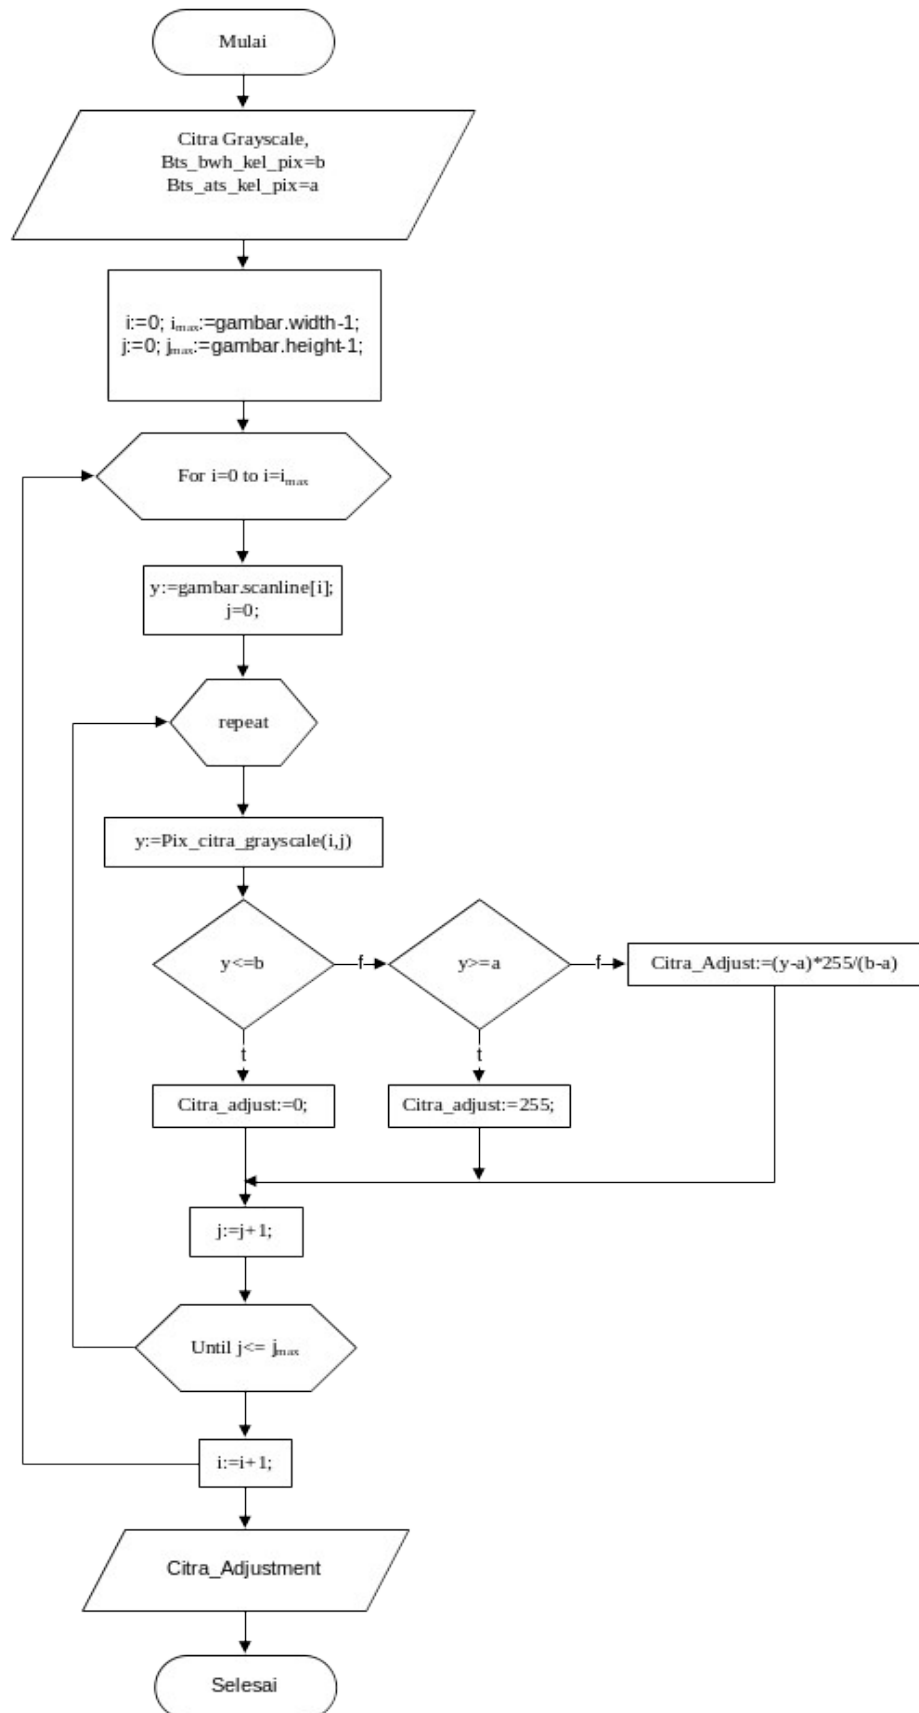 Mulai
Citra Grayscale,
Bts_bwh_kel_pix=b
Bts_ats_kel_pix=a
i:=0; imax:=gambar.width-1;
j:=0; jmax:=gambar.height-1;
For i=0 to i=imax
y:=gambar.scanline[i];
j=0;
repeat
y:=Pix_citra_grayscale(i,j)
y<=b
f
y>=a
f
Citra_Adjust:=(y-a)*255/(b-a)
t
t
Citra_adjust:=0;
Citra_adjust:=255;
j:=j+1;
Until j<= jmax
i:=i+1;
Citra_Adjustment
Selesai